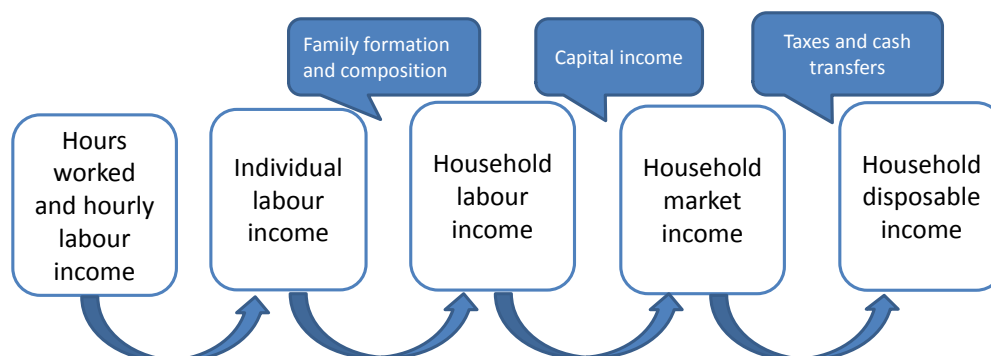 Family formation
and composition
Capital income
Taxes and cash
transfers
Hours
worked
and hourly
labour
income
Individual
labour
income
Household
labour
income
Household
market
income
Household
disposable
income